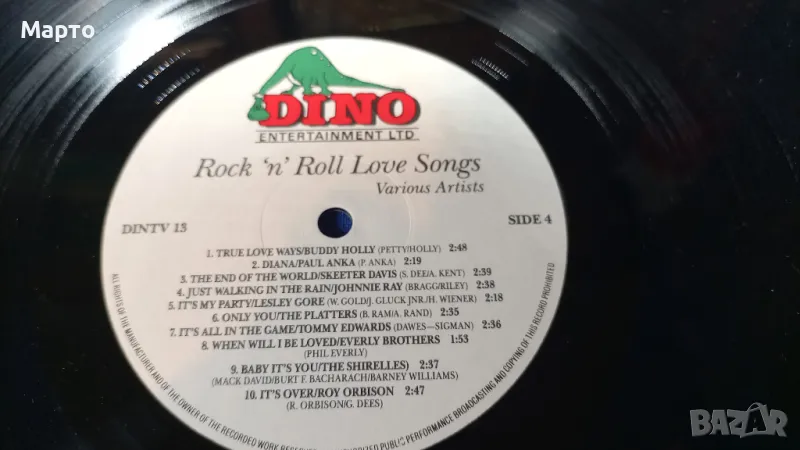 Марто
DINO
ENTERTAINMENT LTD
Rock 'n' Roll Love Songs
Various Artists
DINTV 13
SIDE 4
1. TRUE LOVE WAYS/BUDDY HOLLY (PETTY/HOLLY) 2:48
2. DIANA/PAUL ANKA (P. ANKA) 2:19
3. THE END OF THE WORLD/SKEETER DAVIS (S. DEE/A. KENT) 2:39
4. JUST WALKING IN THE RAIN/JOHNNIE RAY (BRAGG/RILEY) 2:38
5. IT'S MY PARTY/LESLEY GORE (W. GOLD/J. GLUCK JNR/H. WIENER) 2:18
6. ONLY YOU/THE PLATTERS (B. RAM/A. RAND) 2:35
7. IT'S ALL IN THE GAME/TOMMY EDWARDS (DAWES—SIGMAN) 2:36
8. WHEN WILL I BE LOVED/EVERLY BROTHERS 1:53
(PHIL EVERLY)
9. BABY IT'S YOU/THE SHIRELLES) 2:37
(MACK DAVID/BURT F. BACHARACH/BARNEY WILLIAMS)
10. IT'S OVER/ROY ORBISON 2:47
(R. ORBISON/G. DEES)
ALL RIGHTS OF THE MANUFACTURER AND OF THE OWNER OF THE RECORDED WORK RESERVED PUBLIC PERFORMANCE BROADCASTING AND COPYING OF THIS RECORD PROHIBITED
BAZAR